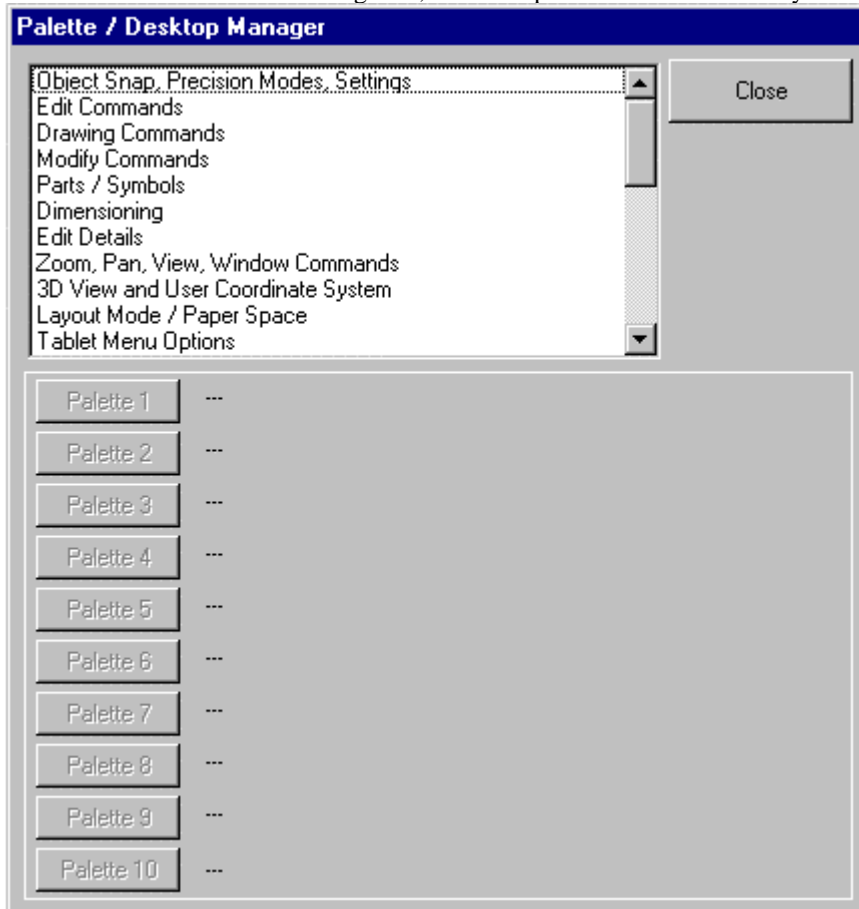 Palette / Desktop Manager
Object Snap, Precision Modes, Settings
Close
Edit Commands
Drawing Commands
Modify Commands
Parts / Symbols
Dimensioning
Edit Details
Zoom, Pan, View, Window Commands
3D View and User Coordinate System
Layout Mode / Paper Space
Tablet Menu Options
Palette 1 ---
Palette 2 ---
Palette 3 ---
Palette 4 ---
Palette 5 ---
Palette 6 ---
Palette 7 ---
Palette 8 ---
Palette 9 ---
Palette 10 ---